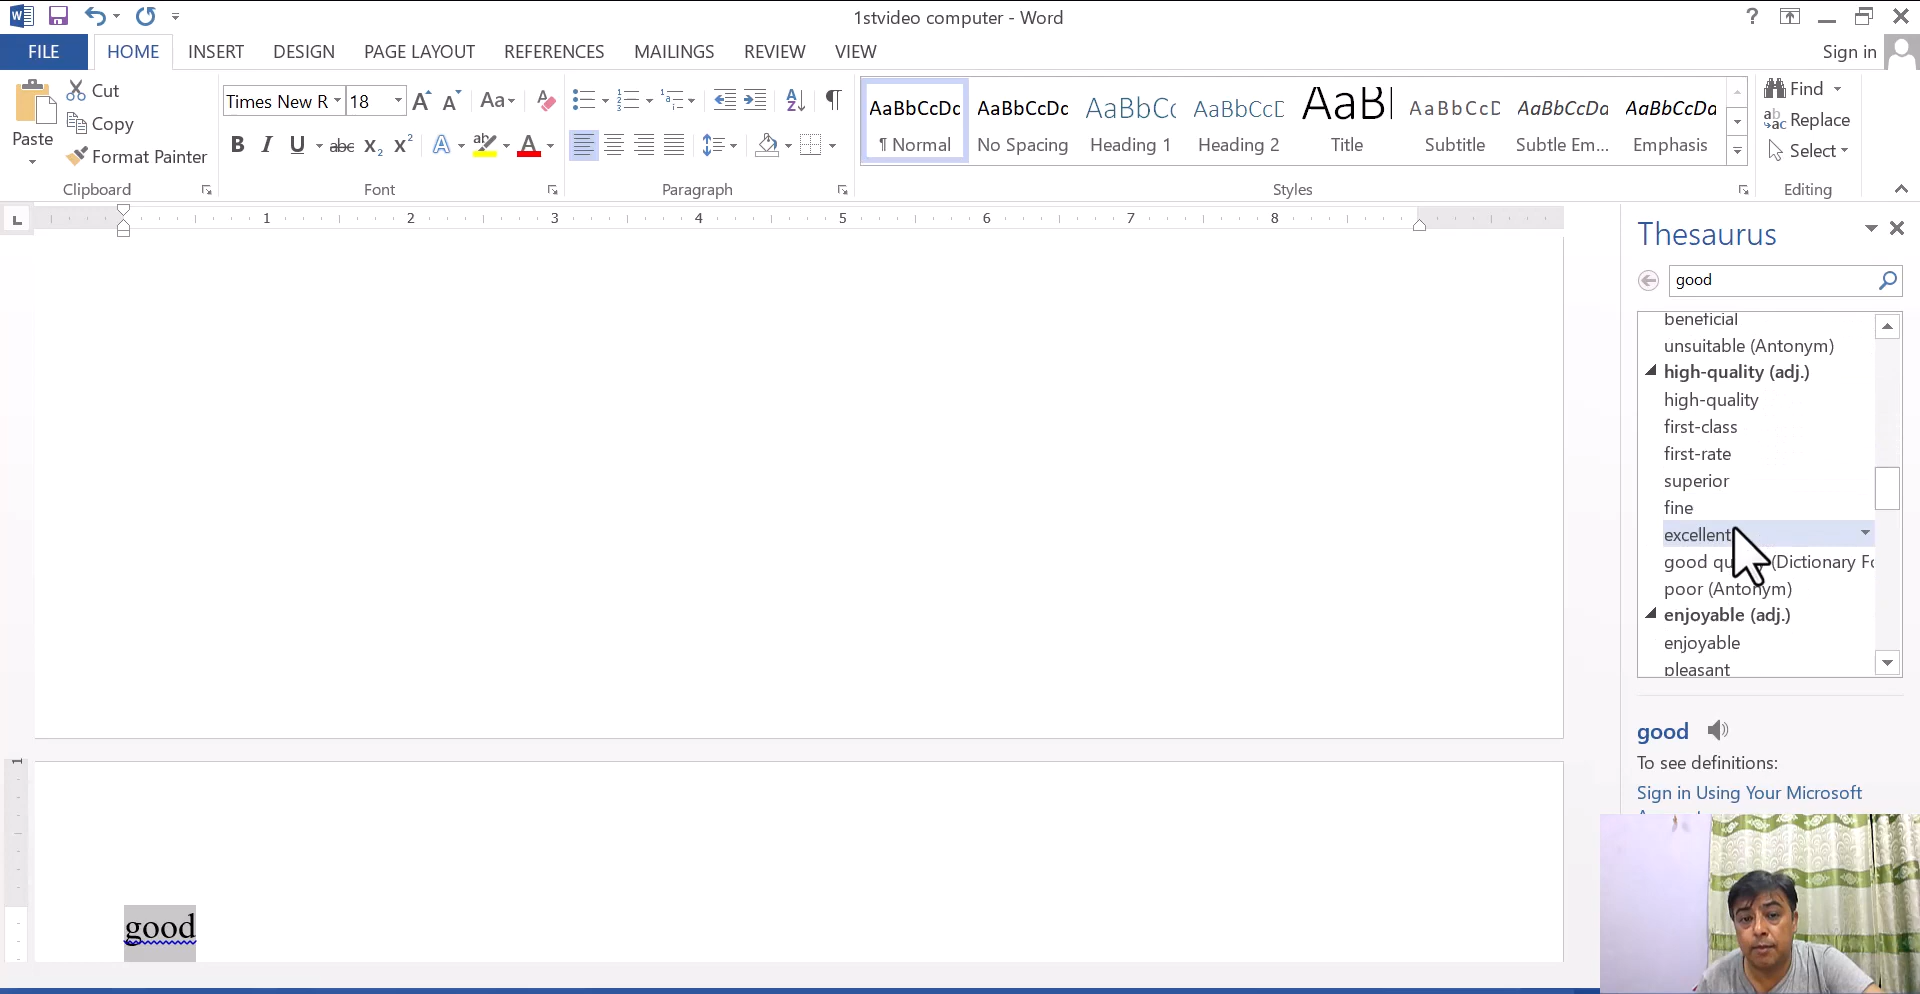 1stvideo computer - Word
?
FILE HOME INSERT DESIGN PAGE LAYOUT REFERENCES MAILINGS REVIEW VIEW
Sign in
Paste
Cut
Copy
Format Painter
Clipboard
Times New R 18
Aa
B I U abc X2 X2 A ab A
Font
Paragraph
AaBbCcDc AaBbCcDc AaBbCc AaBbCcE AaB AaBbCcD AaBbCcDa AaBbCcDa
¶ Normal No Spacing Heading 1 Heading 2 Title Subtitle Subtle Em... Emphasis
Styles
Find
Replace
Select
Editing
L
1 2 3 4 5 6 7 8
Thesaurus
good
beneficial
unsuitable (Antonym)
high-quality (adj.)
high-quality
first-class
first-rate
superior
fine
excellent
good (Dictionary
poor (Antonym)
enjoyable (adj.)
enjoyable
pleasant
good
To see definitions:
Sign in Using Your Microsoft
1
good